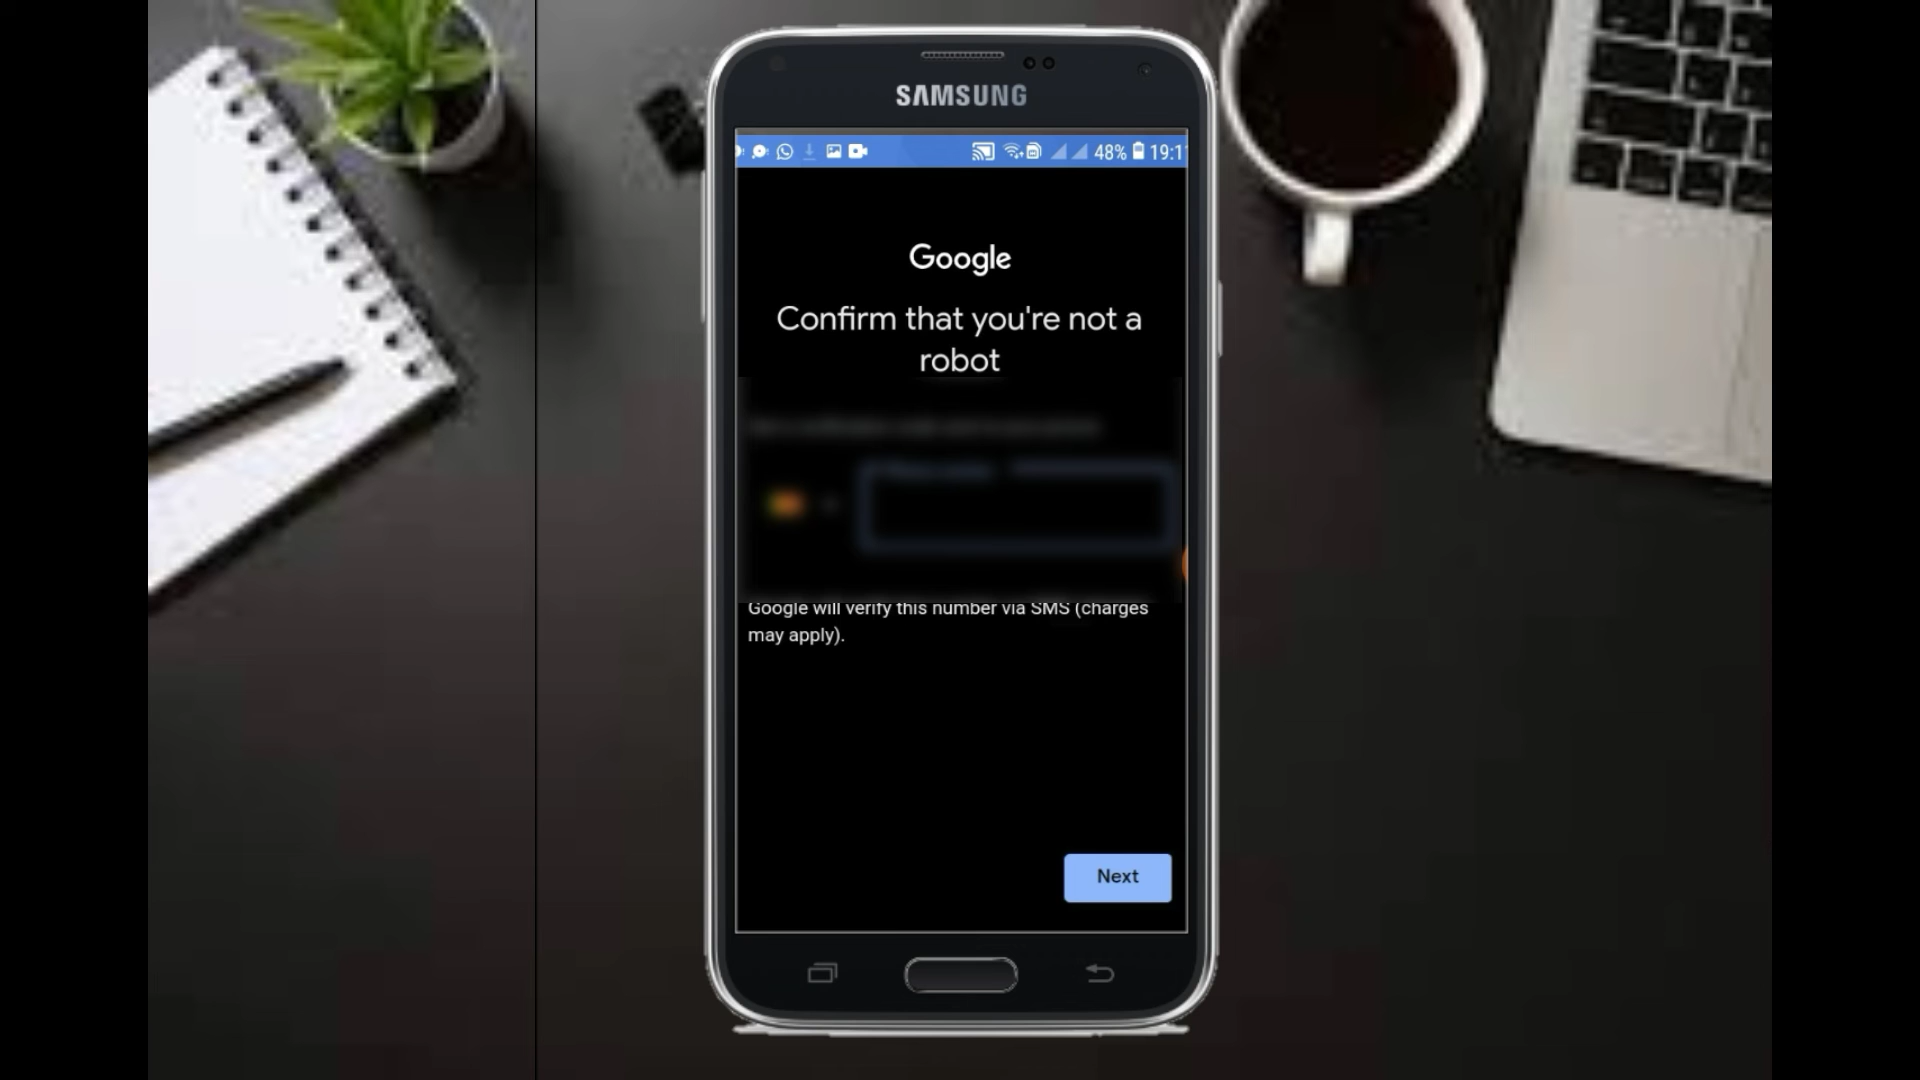 SAMSUNG
48% 19:1
Google
Confirm that you're not a
robot
Google will verify this number via SMS (charges
may apply).
Next